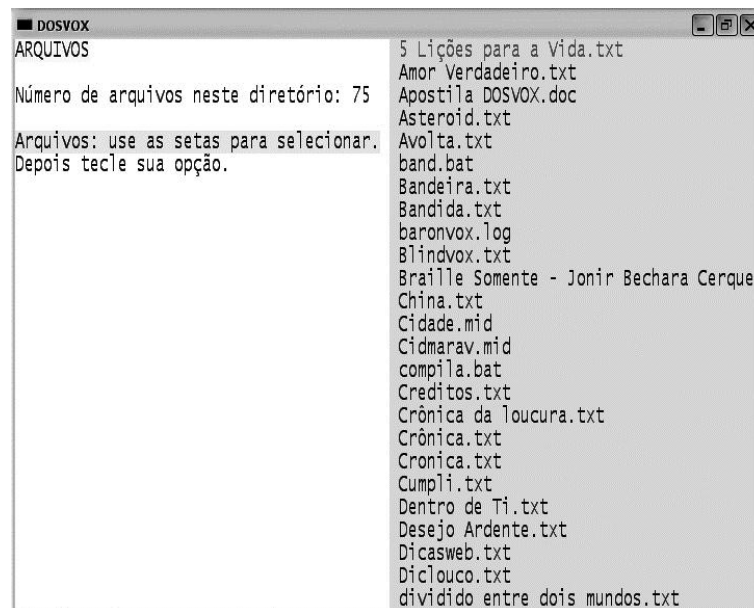 DOSVOX
ARQUIVOS
Número de arquivos neste diretório: 75
Arquivos: use as setas para selecionar.
Depois tecle sua opção.
5 Lições para a Vida.txt
Amor Verdadeiro.txt
Apostila DOSVOX.doc
Asteroid.txt
Avolta.txt
band.bat
Bandeira.txt
Bandida.txt
baronvox.log
Blindvox.txt
Braille Somente - Jonir Bechara Cerque
China.txt
Cidade.mid
Cidmarav.mid
compila.bat
Creditos.txt
Crônica da loucura.txt
Crônica.txt
Cronica.txt
Cumpli.txt
Dentro de Ti.txt
Desejo Ardente.txt
Dicasweb.txt
Diclouco.txt
dividido entre dois mundos.txt